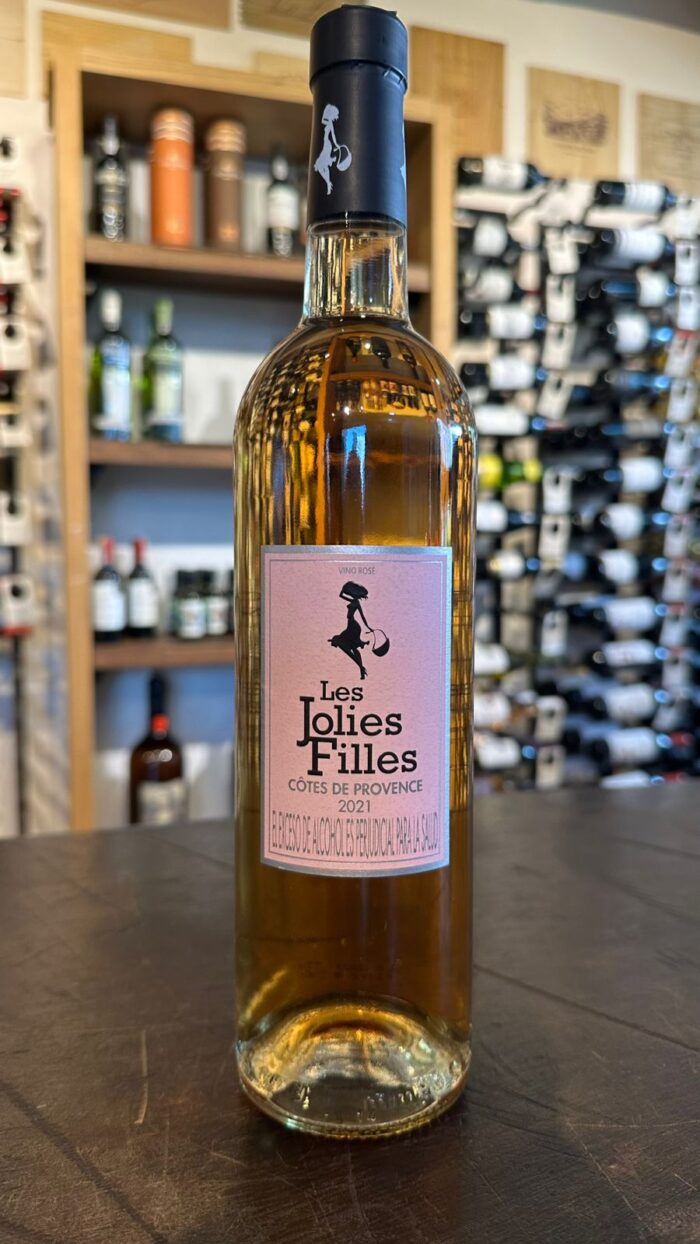 VINO ROSÉ
Les
Jolies
Filles
CÔTES DE PROVENCE
2021
EL EXCESO DE ALCOHOL ES PERJUDICIAL PARA LA SALUD